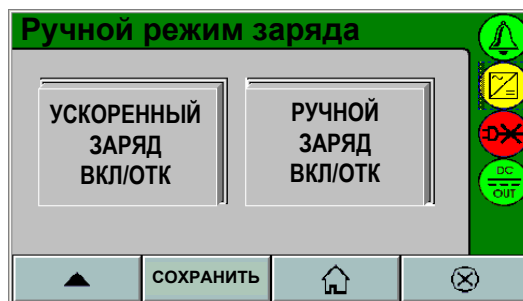 Ручной режим заряда
УСКОРЕННЫЙ
ЗАРЯД
ВКЛ/ОТК
РУЧНОЙ
ЗАРЯД
ВКЛ/ОТК
DC
OUT
СОХРАНИТЬ